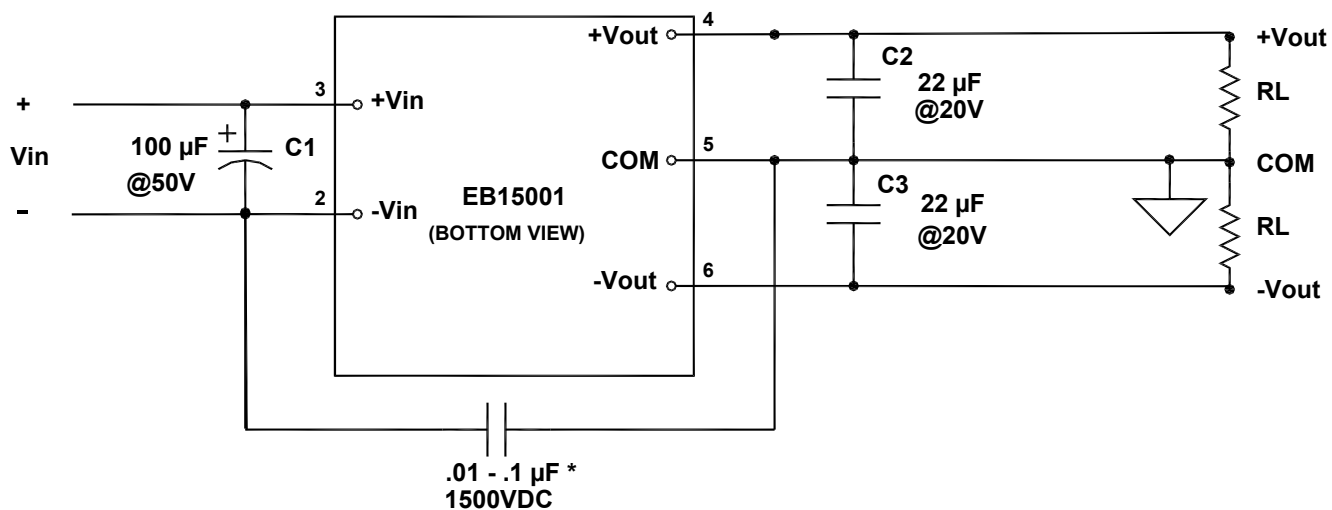 4
+Vout
+Vout
C2
22 µF
@20V
RL
3
+
+Vin
Vin
+
100 µF
@50V
C1
5
COM
COM
EB15001
(BOTTOM VIEW)
C3
22 µF
@20V
RL
-
2
-Vin
6
-Vout
-Vout
.01 - .1 µF *
1500VDC